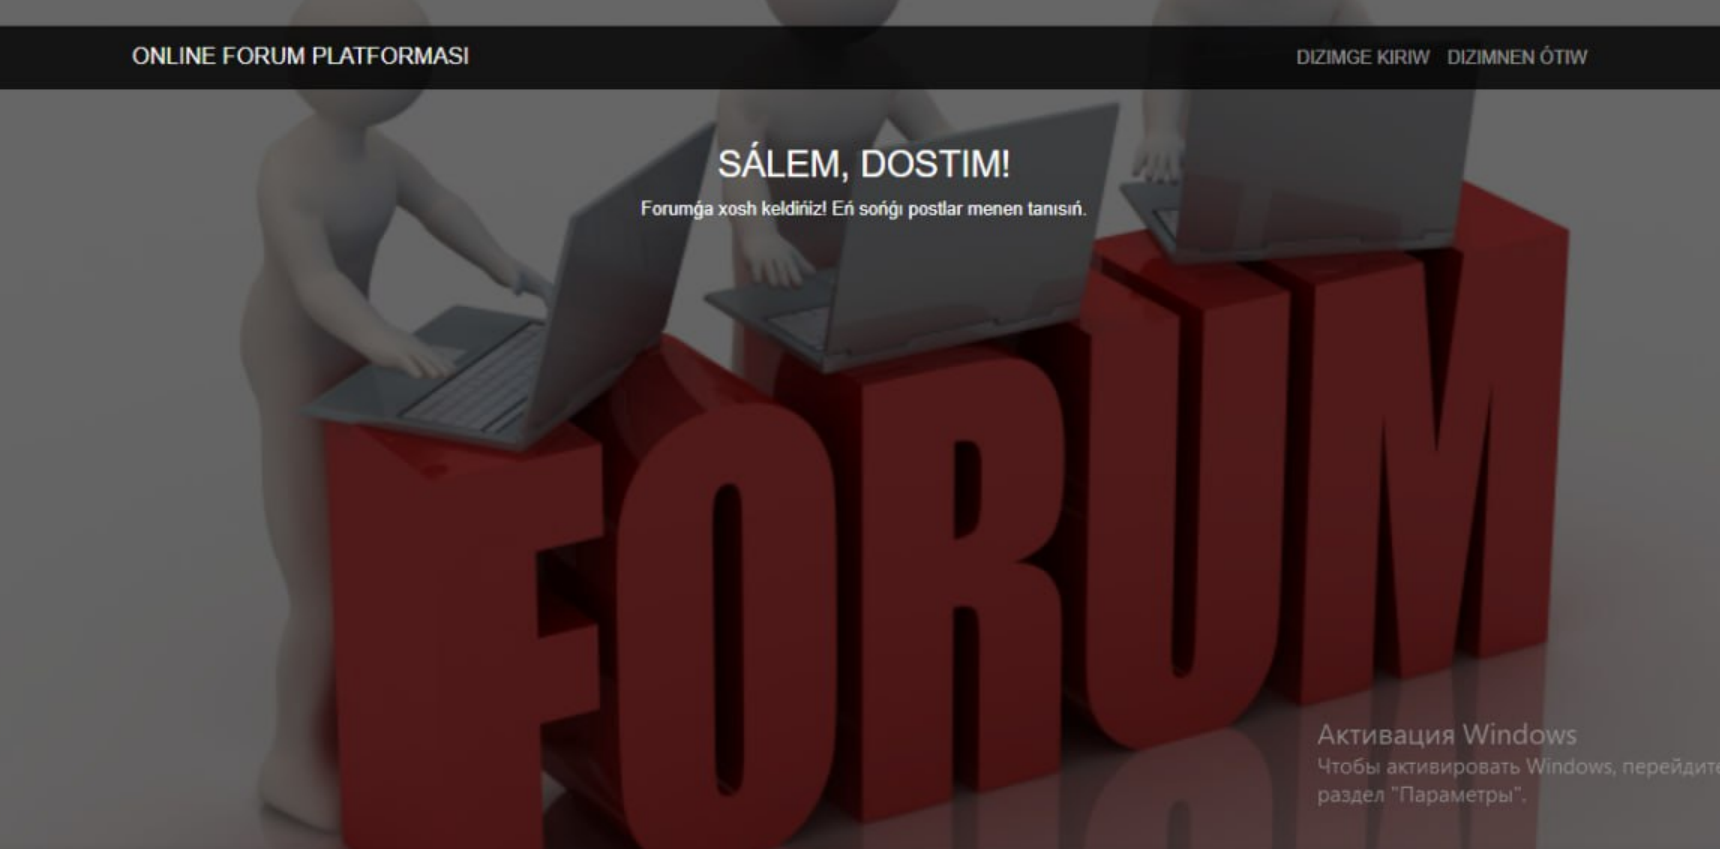 ONLINE FORUM PLATFORMASI
DIZIMGE KIRIW DIZIMNEN ÓTIW
SÁLEM, DOSTIM!
Forumǵa xosh keldińiz! Eń sońǵı postlar menen tanısıń.
FORUM
Активация Windows
Чтобы активировать Windows, перейдите
раздел "Параметры".